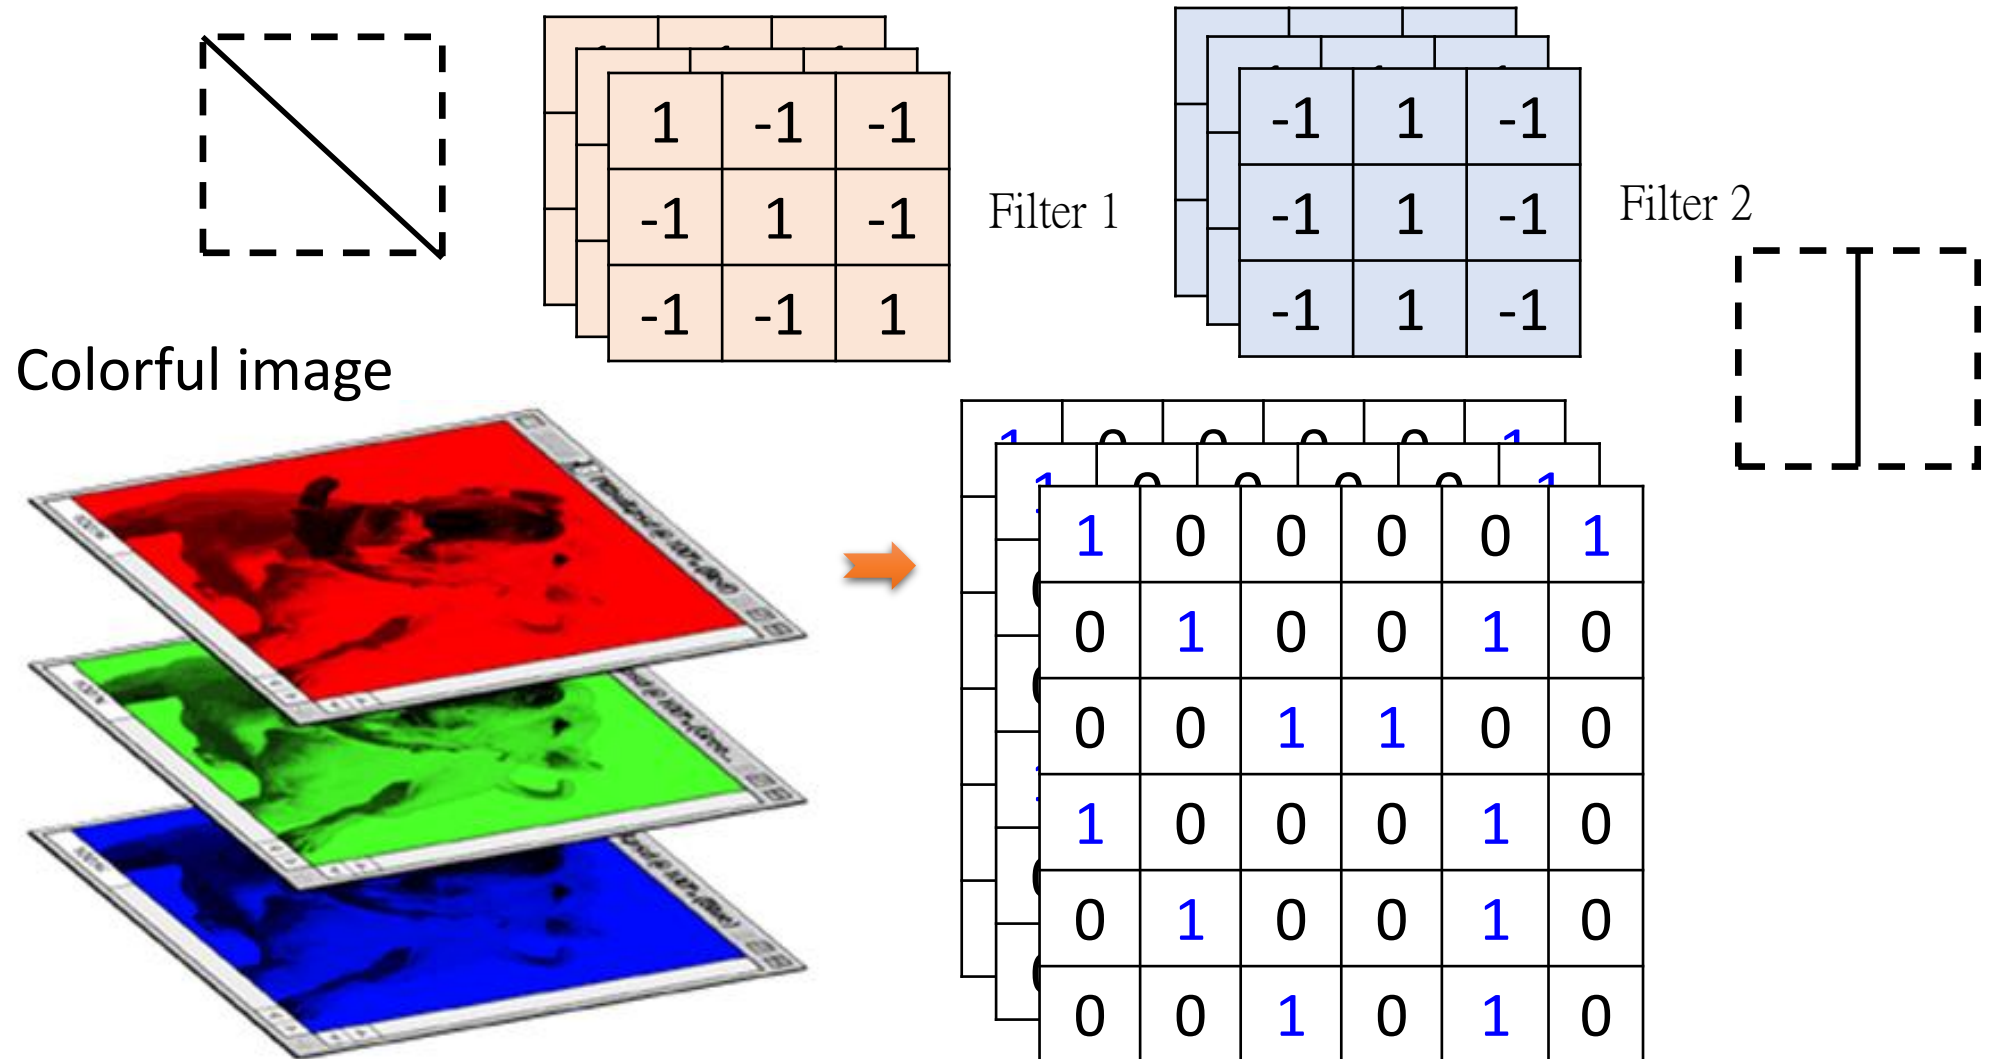 1 -1 -1
-1 1 -1
-1 -1 1
Filter 1
-1 1 -1
-1 1 -1
-1 1 -1
Filter 2
Colorful image
1 0 0 0 0 1
0 1 0 0 1 0
0 0 1 1 0 0
1 0 0 0 1 0
0 1 0 0 1 0
0 0 1 0 1 0